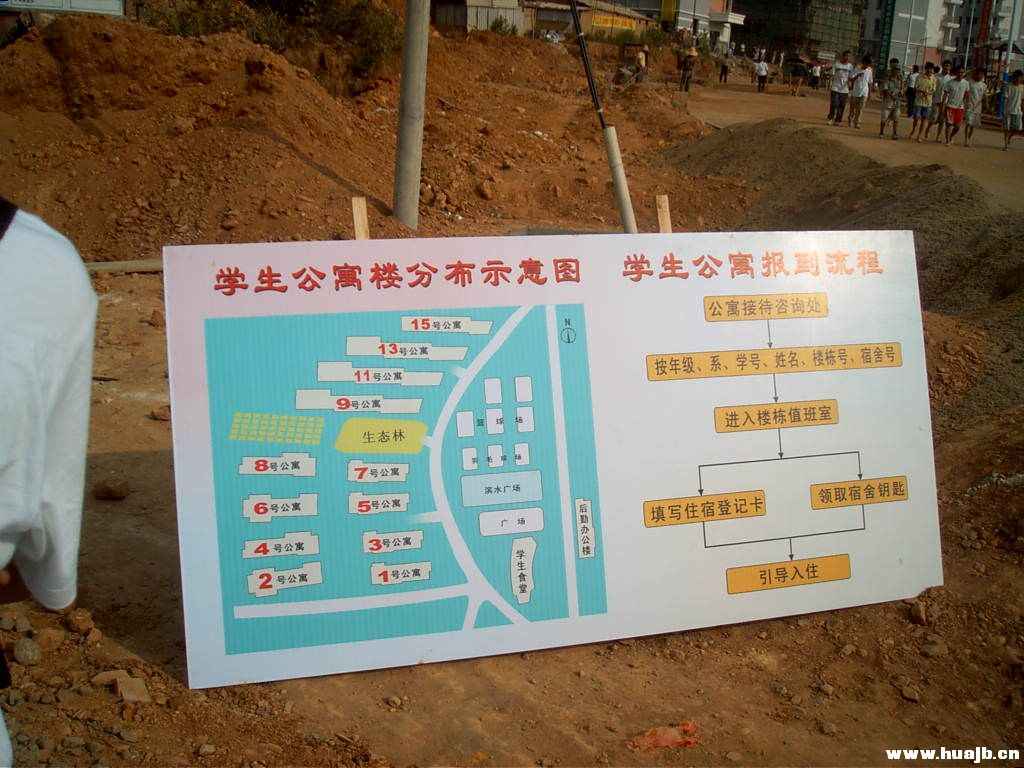 学生公寓楼分布示意图
学生公寓报到流程
N
15号公寓
13号公寓
11号公寓
9号公寓
生态林
8号公寓
7号公寓
6号公寓
5号公寓
4号公寓
3号公寓
2号公寓
1号公寓
篮球场
羽毛球场
滨水广场
广场
学生食堂
后勤办公楼
公寓接待咨询处
按年级、系、学号、姓名、楼栋号、宿舍号
进入楼栋值班室
填写住宿登记卡
领取宿舍钥匙
引导入住
www.huajb.cn